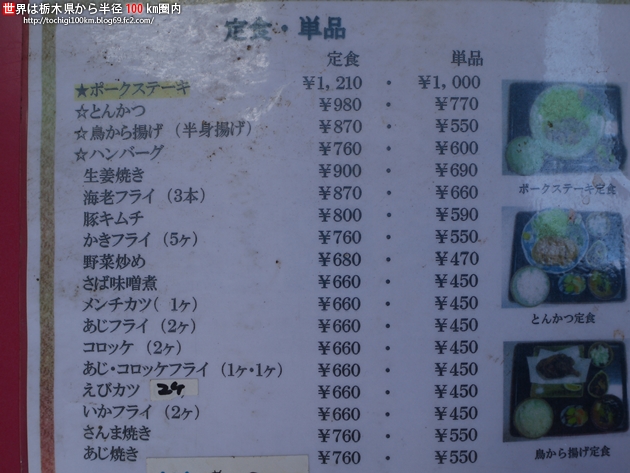 世界は栃木県から半径100km圏内
http://tochigi100km.blog69.fc2.com/
定食・単品
定食 単品
★ポークステーキ ¥1,210 ・ ¥1,000
☆とんかつ ¥980 ・ ¥770
☆鳥から揚げ (半身揚げ) ¥870 ・ ¥550
☆ハンバーグ ¥760 ・ ¥600
生姜焼き ¥900 ・ ¥690
海老フライ (3本) ¥870 ・ ¥660
豚キムチ ¥800 ・ ¥590
かきフライ (5ヶ) ¥760 ・ ¥550
野菜炒め ¥680 ・ ¥470
さば味噌煮 ¥660 ・ ¥450
メンチカツ( 1ヶ) ¥660 ・ ¥450
あじフライ (2ヶ) ¥660 ・ ¥450
コロッケ (2ヶ) ¥660 ・ ¥450
あじ・コロッケフライ (1ヶ・1ヶ) ¥660 ・ ¥450
えびカツ 2ヶ ¥660 ・ ¥450
いかフライ (2ヶ) ¥660 ・ ¥450
さんま焼き ¥760 ・ ¥550
あじ焼き ¥760 ・ ¥550
ポークステーキ定食
とんかつ定食
鳥から揚げ定食